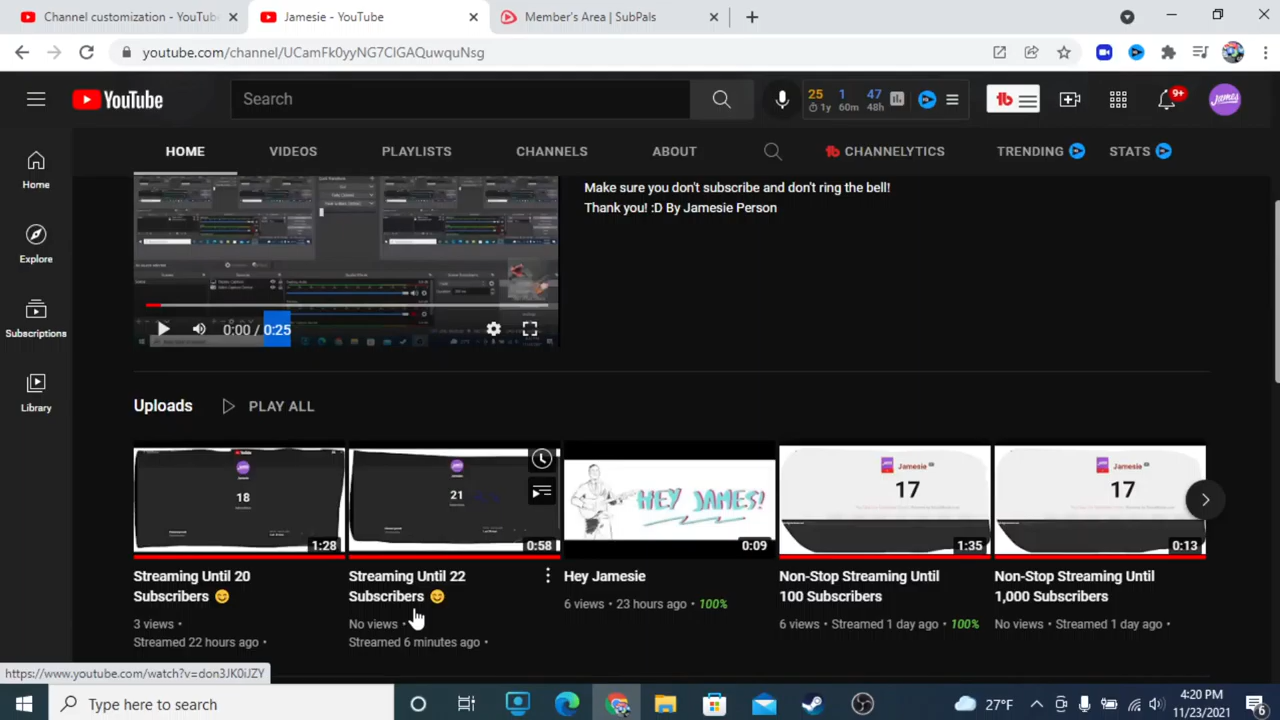 Channel customization - YouTube
Jamesie - YouTube
Member's Area | SubPals
youtube.com/channel/UCamFk0yyNG7ClGAQuwquNsg
YouTube
Search
25 1 47
1y 60m 48h
tb
9+
James
HOME VIDEOS PLAYLISTS CHANNELS ABOUT CHANNELYTICS TRENDING STATS
Home
Explore
Subscriptions
Library
Make sure you don't subscribe and don't ring the bell!
Thank you! :D By Jamesie Person
0:00 / 0:25
Uploads PLAY ALL
18
1:28
Streaming Until 20
Subscribers 😊
3 views •
Streamed 22 hours ago •
21
0:58
Streaming Until 22
Subscribers 😊
No views •
Streamed 6 minutes ago •
HEY JAMES!
0:09
Hey Jamesie
6 views • 23 hours ago • 100%
Jamesie
17
1:35
Non-Stop Streaming Until
100 Subscribers
6 views • Streamed 1 day ago • 100%
Jamesie
17
0:13
Non-Stop Streaming Until
1,000 Subscribers
No views • Streamed 1 day ago •
https://www.youtube.com/watch?v=don3JK0iJZY
Type here to search
27°F
4:20 PM
11/23/2021
6